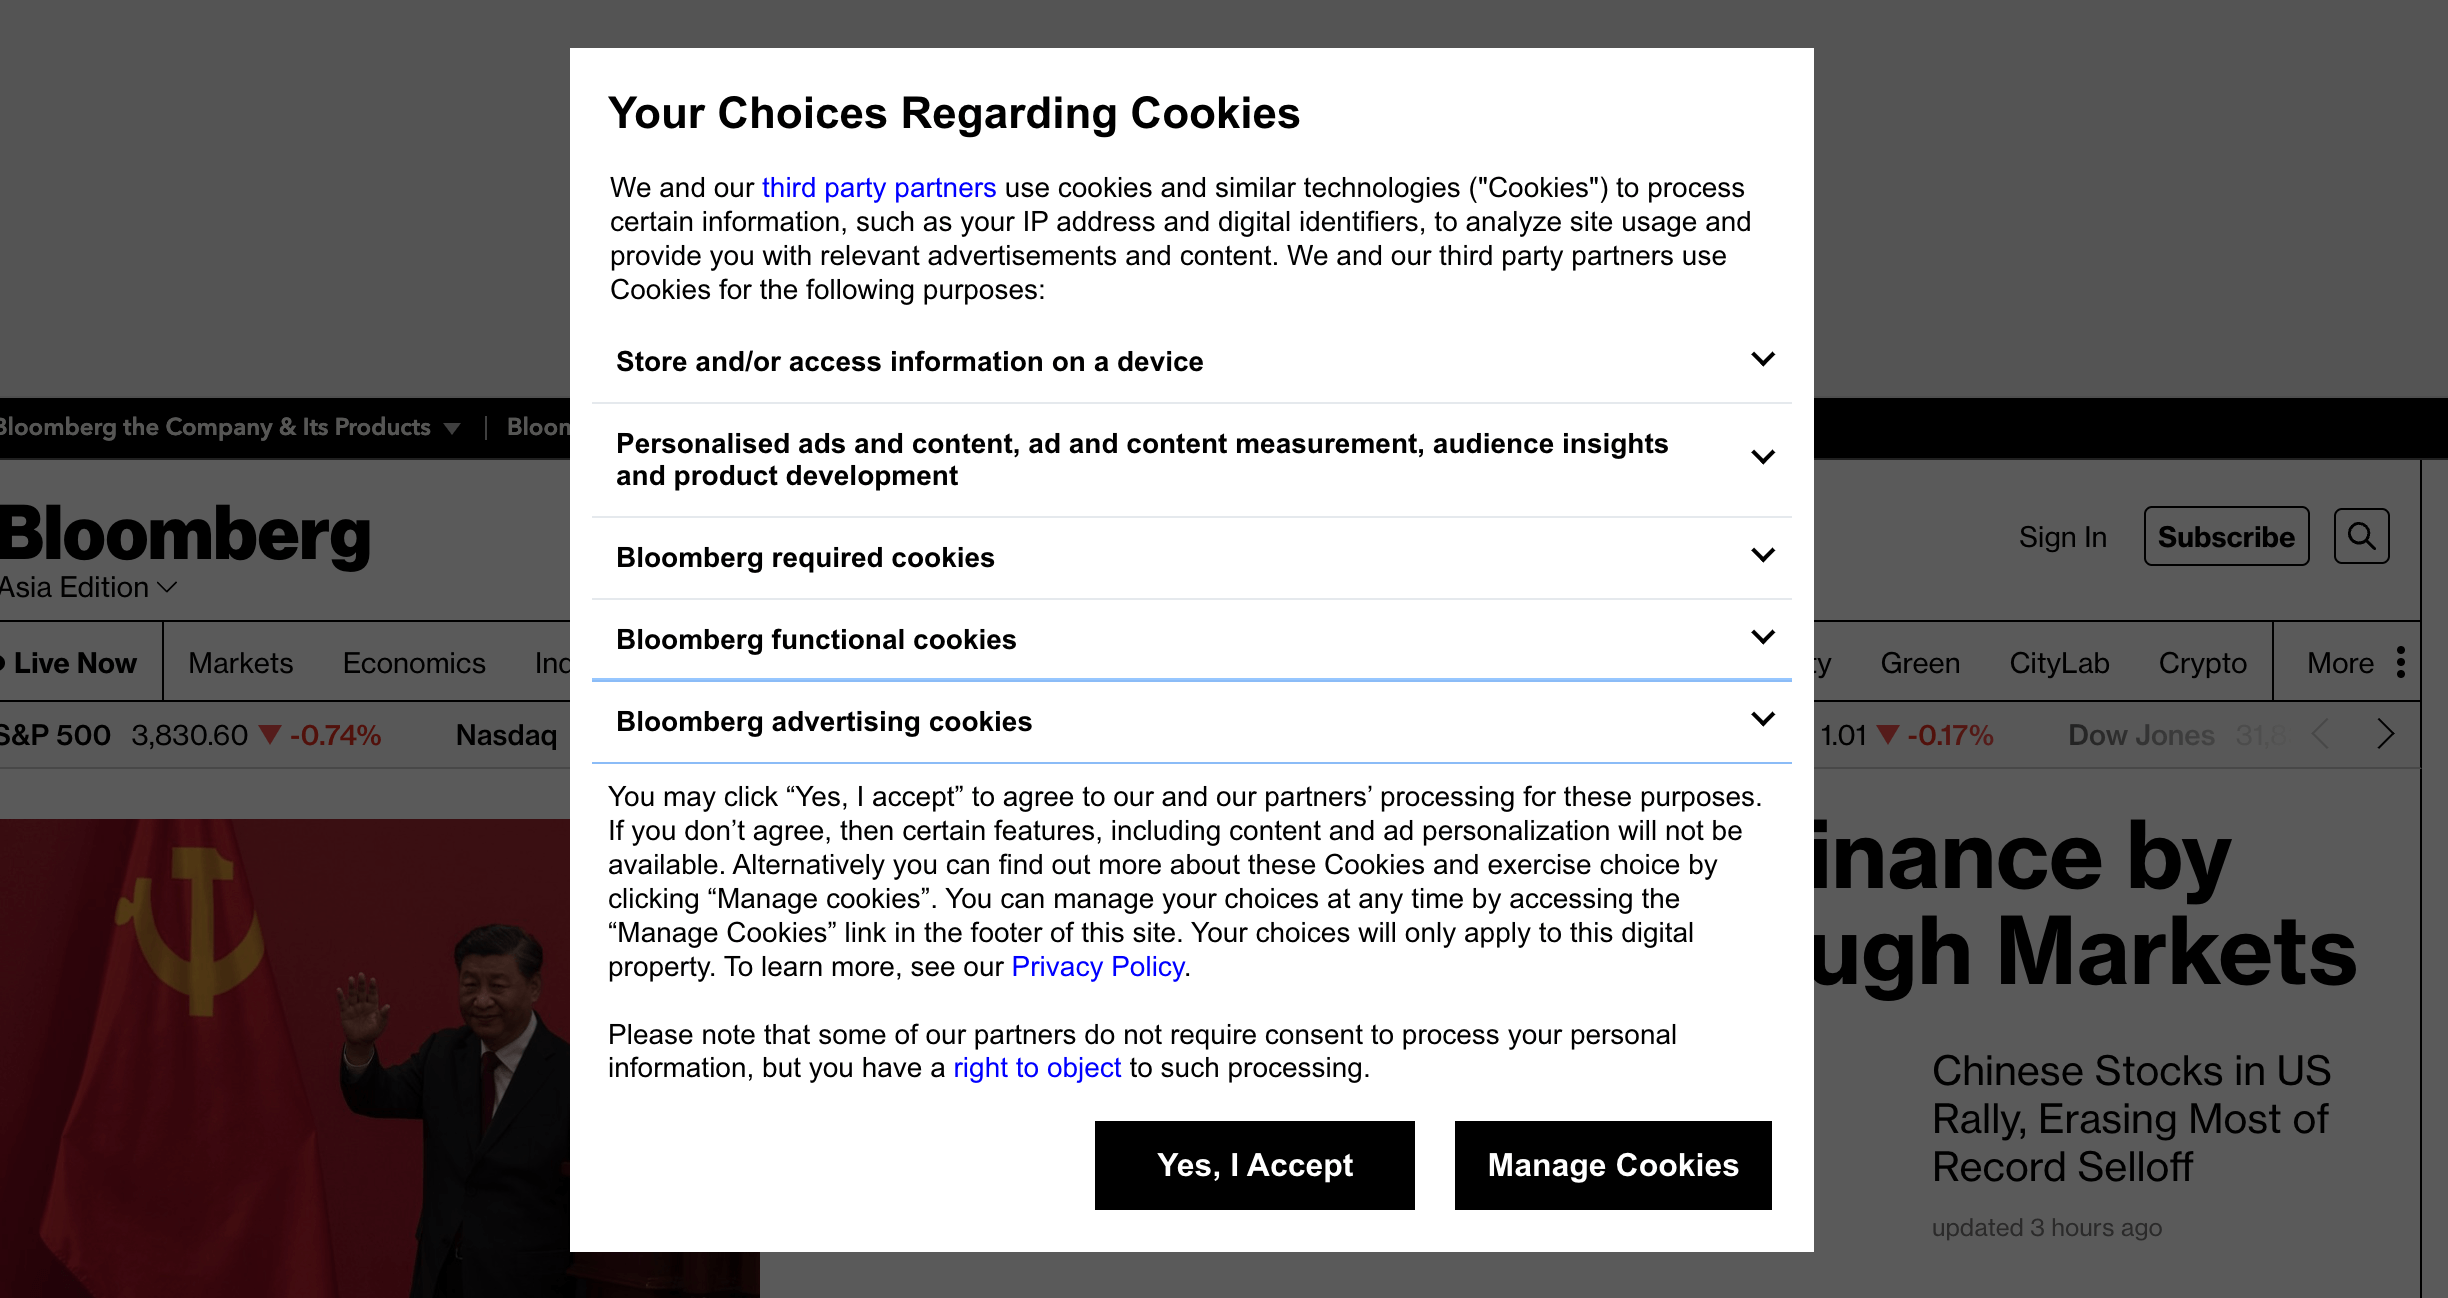 Your Choices Regarding Cookies
We and our third party partners use cookies and similar technologies ("Cookies") to process
certain information, such as your IP address and digital identifiers, to analyze site usage and
provide you with relevant advertisements and content. We and our third party partners use
Cookies for the following purposes:
Store and/or access information on a device
Personalised ads and content, ad and content measurement, audience insights
and product development
Bloomberg required cookies
Bloomberg functional cookies
Bloomberg advertising cookies
You may click “Yes, I accept” to agree to our and our partners’ processing for these purposes.
If you don’t agree, then certain features, including content and ad personalization will not be
available. Alternatively you can find out more about these Cookies and exercise choice by
clicking “Manage cookies”. You can manage your choices at any time by accessing the
“Manage Cookies” link in the footer of this site. Your choices will only apply to this digital
property. To learn more, see our Privacy Policy.
Please note that some of our partners do not require consent to process your personal
information, but you have a right to object to such processing.
Yes, I Accept
Manage Cookies
Bloomberg the Company & Its Products
Bloomberg
Asia Edition
Sign In
Subscribe
Live Now
Markets
Economics
Green
CityLab
Crypto
More
S&P 500 3,830.60 -0.74%
Nasdaq
1.01 -0.17%
Dow Jones 31,8
by
Markets
Chinese Stocks in US
Rally, Erasing Most of
Record Selloff
updated 3 hours ago